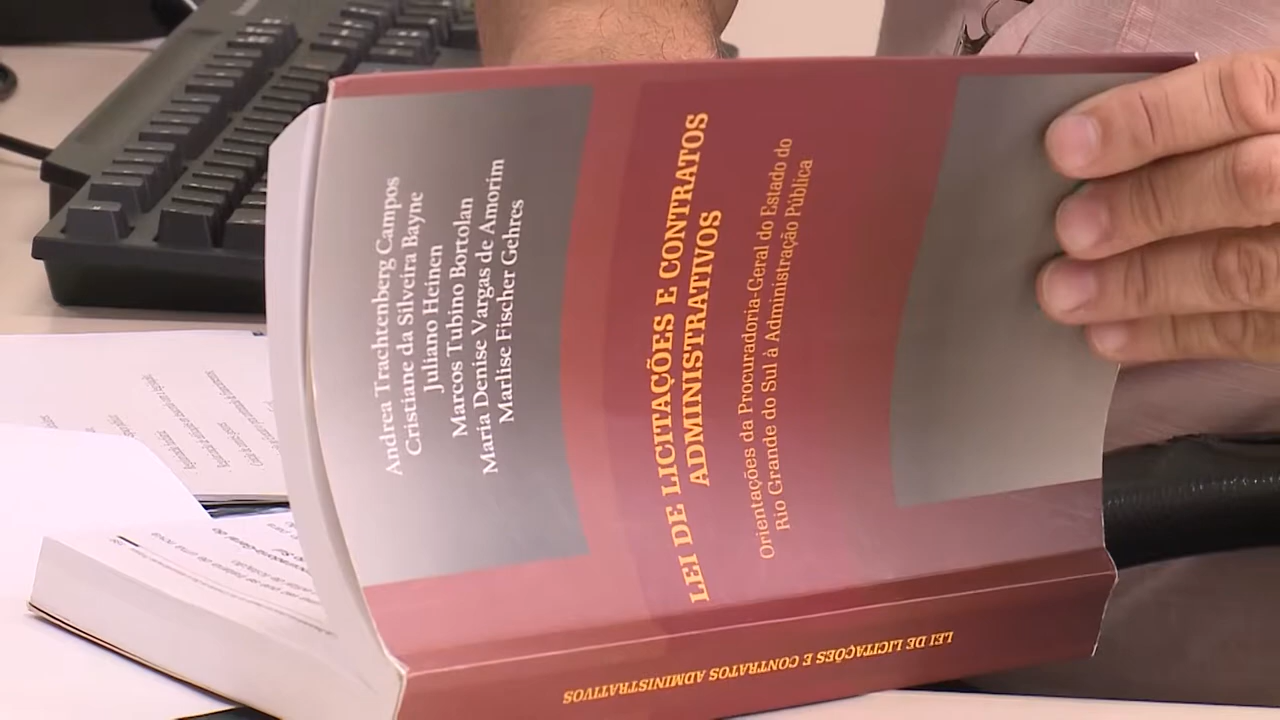 Andrea Trachtenberg Campos
Cristiane da Silveira Bayne
Juliano Heinen
Marcos Tubino Bortolan
Maria Denise Vargas de Amorim
Marlise Fischer Gehres
LEI DE LICITAÇÕES E CONTRATOS
ADMINISTRATIVOS
Orientações da Procuradoria-Geral do Estado do
Rio Grande do Sul à Administração Pública
LEI DE LICITAÇÕES E CONTRATOS ADMINISTRATIVOS